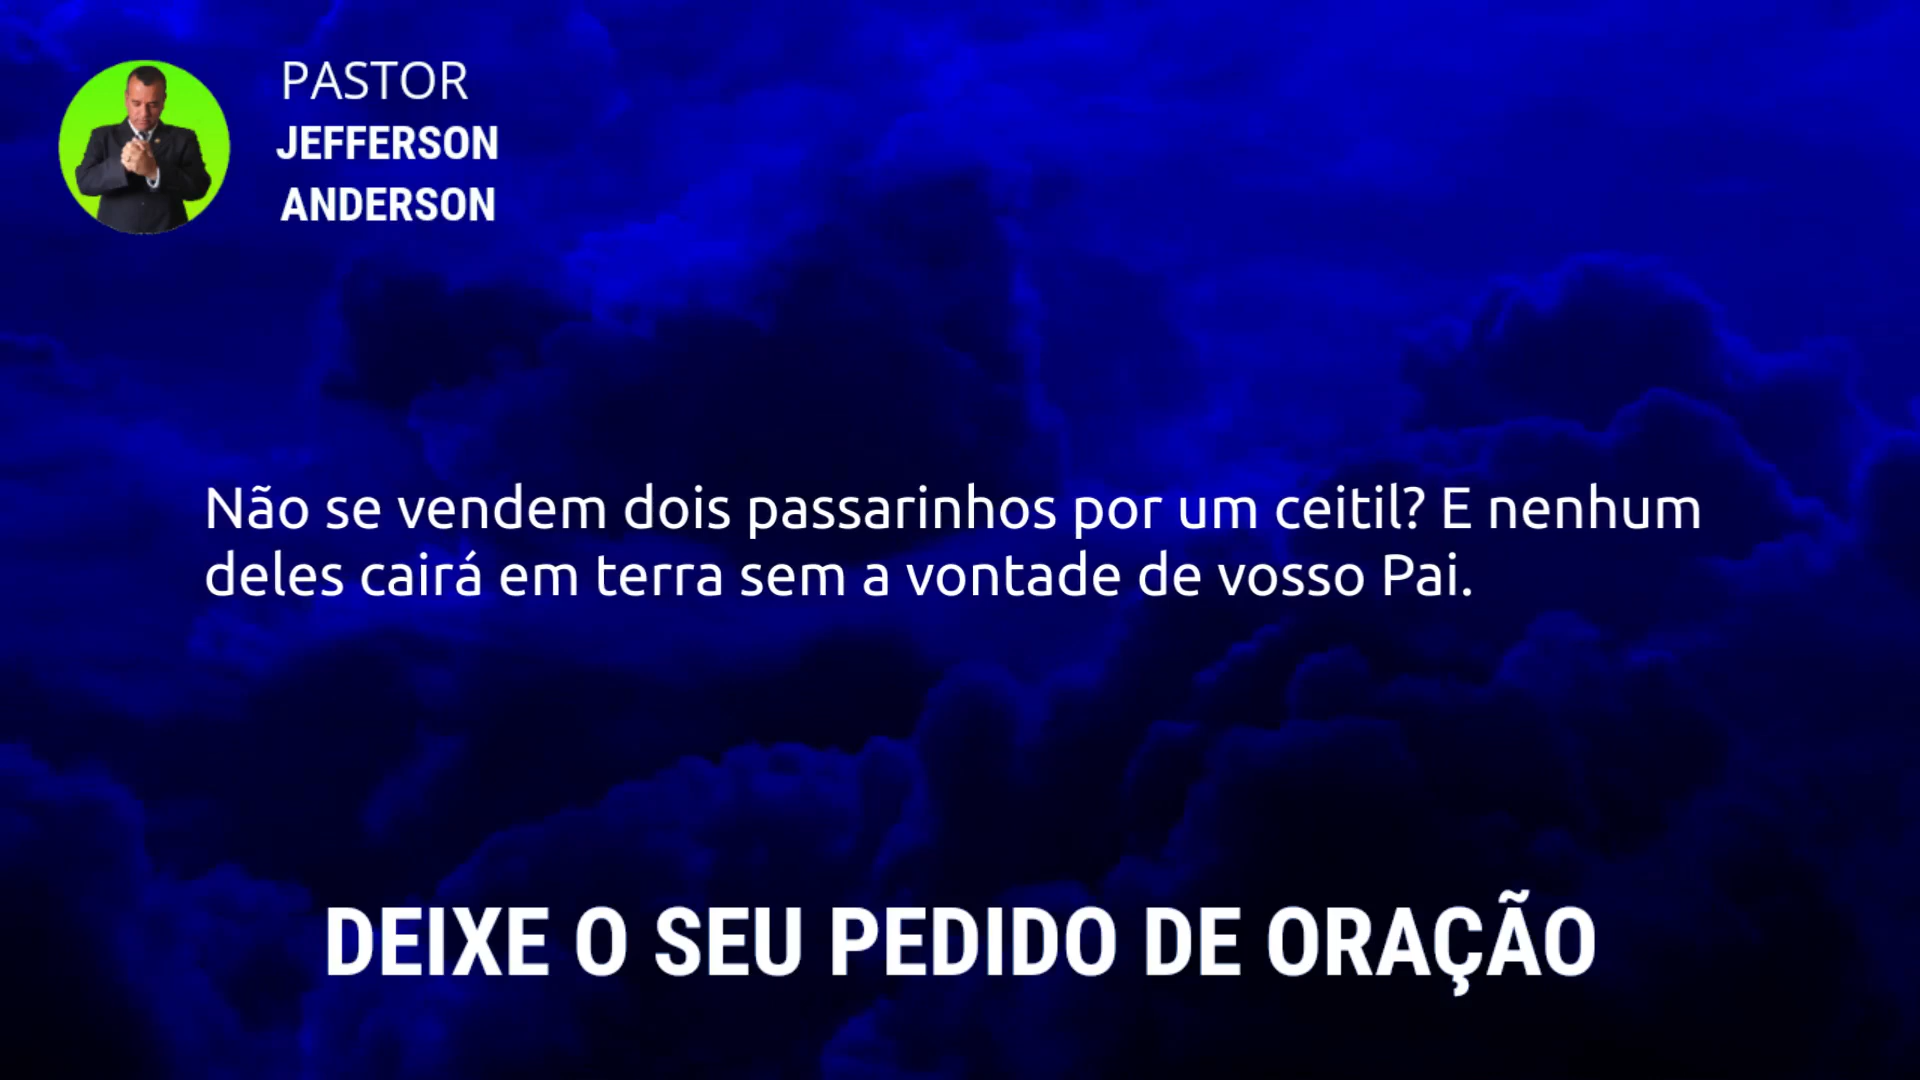 PASTOR
JEFFERSON
ANDERSON
Não se vendem dois passarinhos por um ceitil? E nenhum
deles cairá em terra sem a vontade de vosso Pai.
DEIXE O SEU PEDIDO DE ORAÇÃO